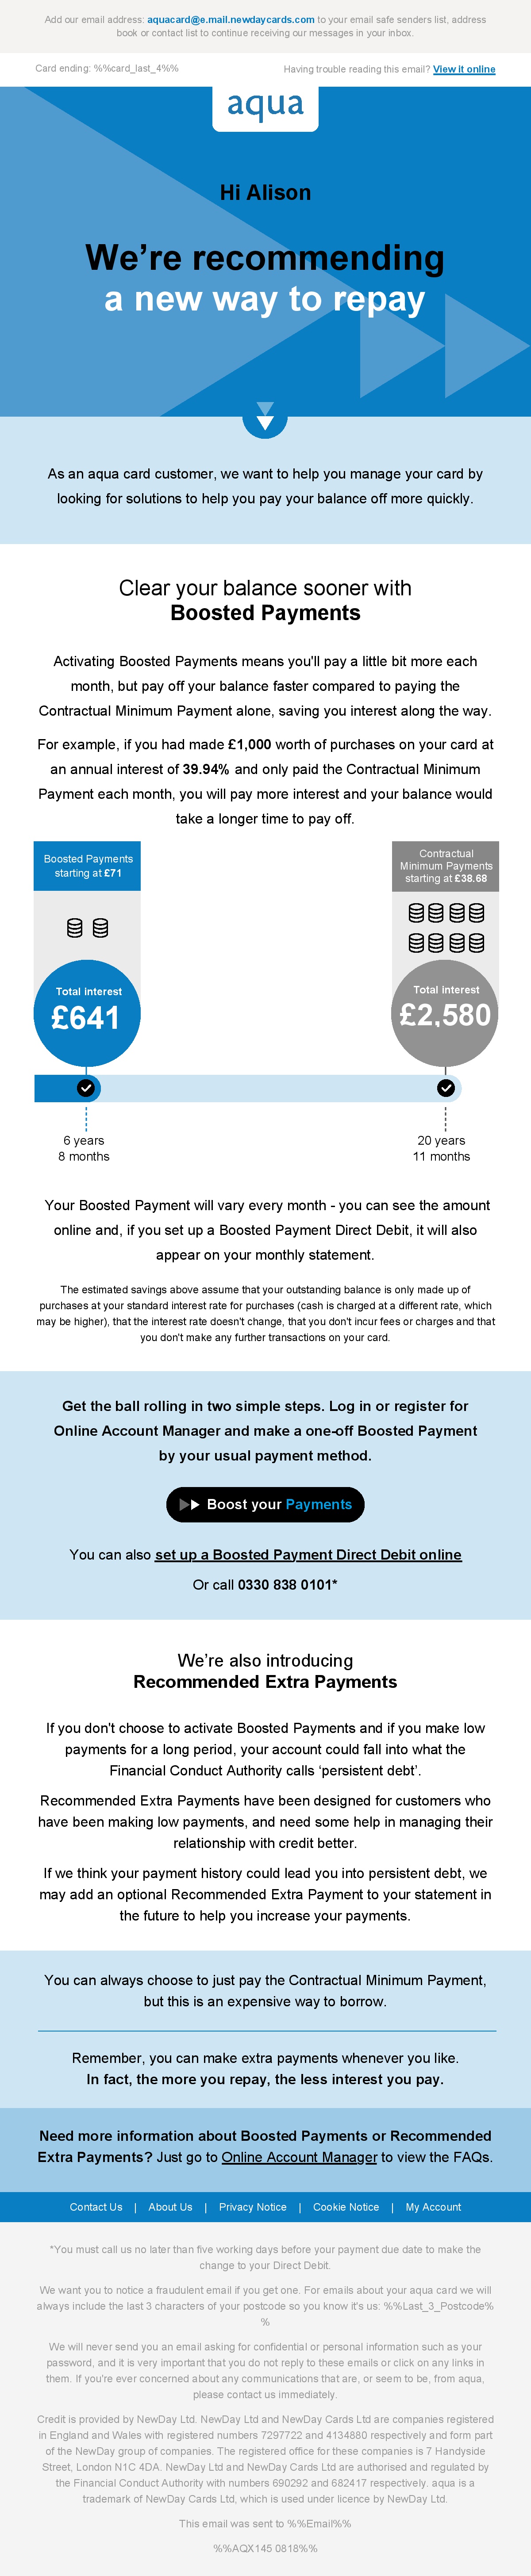 Add our email address: aquacard@e.mail.newdaycards.com to your email safe senders list, address
book or contact list to continue receiving our messages in your inbox.
Card ending: %%card_last_4%%
Having trouble reading this email? View it online
aqua
Hi Alison
We're recommending
a new way to repay
As an aqua card customer, we want to help you manage your card by
looking for solutions to help you pay your balance off more quickly.
Clear your balance sooner with
Boosted Payments
Activating Boosted Payments means you'll pay a little bit more each
month, but pay off your balance faster compared to paying the
Contractual Minimum Payment alone, saving you interest along the way.
For example, if you had made £1,000 worth of purchases on your card at
an annual interest of 39.94% and only paid the Contractual Minimum
Payment each month, you will pay more interest and your balance would
take a longer time to pay off.
Boosted Payments
starting at £71
Total interest
£641
6 years
8 months
Contractual
Minimum Payments
starting at £38.68
Total interest
£2,580
20 years
11 months
Your Boosted Payment will vary every month - you can see the amount
online and, if you set up a Boosted Payment Direct Debit, it will also
appear on your monthly statement.
The estimated savings above assume that your outstanding balance is only made up of
purchases at your standard interest rate for purchases (cash is charged at a different rate, which
may be higher), that the interest rate doesn't change, that you don't incur fees or charges and that
you don't make any further transactions on your card.
Get the ball rolling in two simple steps. Log in or register for
Online Account Manager and make a one-off Boosted Payment
by your usual payment method.
Boost your Payments
You can also set up a Boosted Payment Direct Debit online
Or call 0330 838 0101*
We're also introducing
Recommended Extra Payments
If you don't choose to activate Boosted Payments and if you make low
payments for a long period, your account could fall into what the
Financial Conduct Authority calls 'persistent debt'.
Recommended Extra Payments have been designed for customers who
have been making low payments, and need some help in managing their
relationship with credit better.
If we think your payment history could lead you into persistent debt, we
may add an optional Recommended Extra Payment to your statement in
the future to help you increase your payments.
You can always choose to just pay the Contractual Minimum Payment,
but this is an expensive way to borrow.
Remember, you can make extra payments whenever you like.
In fact, the more you repay, the less interest you pay.
Need more information about Boosted Payments or Recommended
Extra Payments? Just go to Online Account Manager to view the FAQs.
Contact Us | About Us | Privacy Notice | Cookie Notice | My Account
*You must call us no later than five working days before your payment due date to make the
change to your Direct Debit.
We want you to notice a fraudulent email if you get one. For emails about your aqua card we will
always include the last 3 characters of your postcode so you know it's us: %%Last_3_Postcode%
%
We will never send you an email asking for confidential or personal information such as your
password, and it is very important that you do not reply to these emails or click on any links in
them. If you're ever concerned about any communications that are, or seem to be, from aqua,
please contact us immediately.
Credit is provided by NewDay Ltd. NewDay Ltd and NewDay Cards Ltd are companies registered
in England and Wales with registered numbers 7297722 and 4134880 respectively and form part
of the NewDay group of companies. The registered office for these companies is 7 Handyside
Street, London N1C 4DA. NewDay Ltd and NewDay Cards Ltd are authorised and regulated by
the Financial Conduct Authority with numbers 690292 and 682417 respectively. aqua is a
trademark of NewDay Cards Ltd, which is used under licence by NewDay Ltd.
This email was sent to %%Email%%
%%AQX145 0818%%